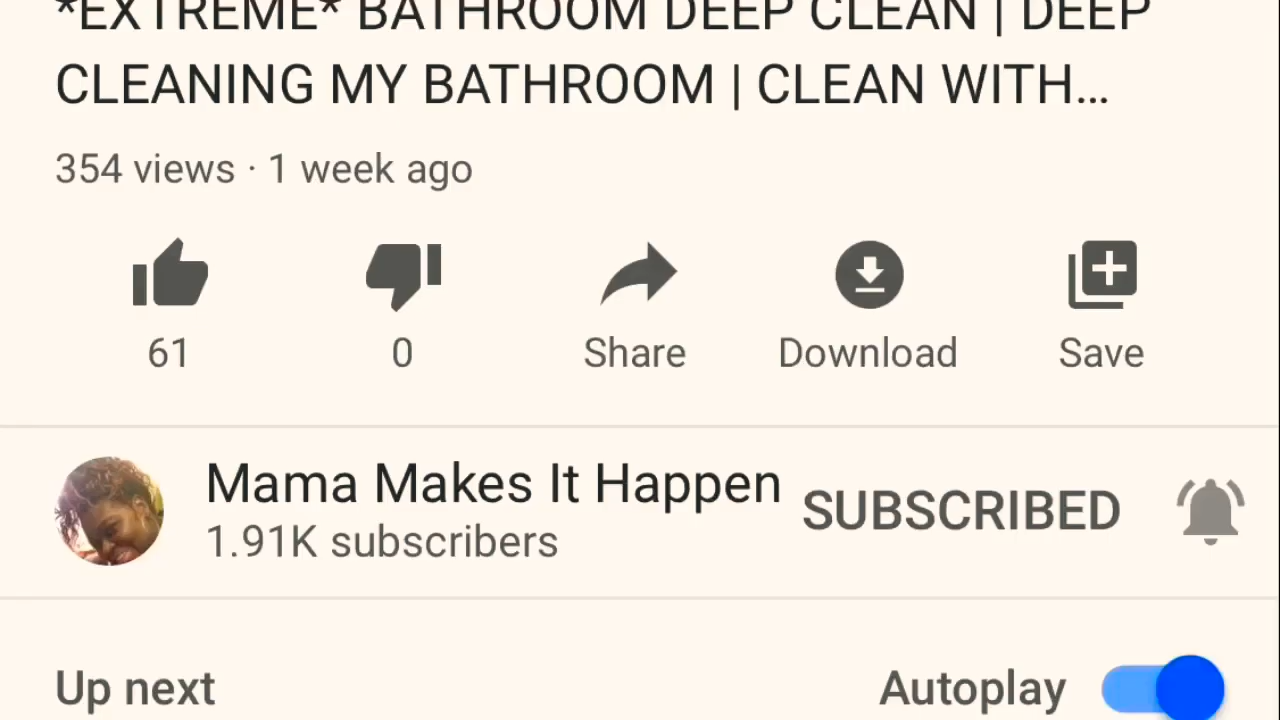 *EXTREME* BATHROOM DEEP CLEAN | DEEP
CLEANING MY BATHROOM | CLEAN WITH...
354 views · 1 week ago
61
0
Share
Download
Save
Mama Makes It Happen
1.91K subscribers
SUBSCRIBED
Up next
Autoplay